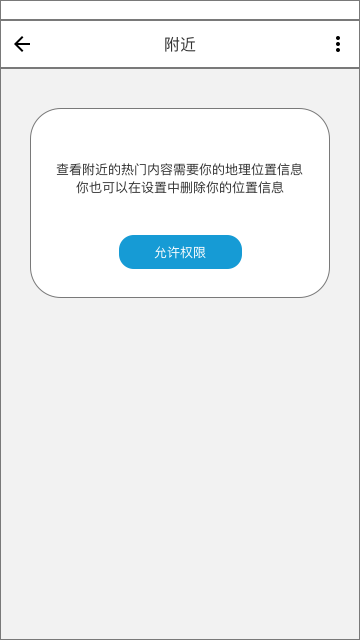 附近
查看附近的热门内容需要你的地理位置信息
你也可以在设置中删除你的位置信息
允许权限